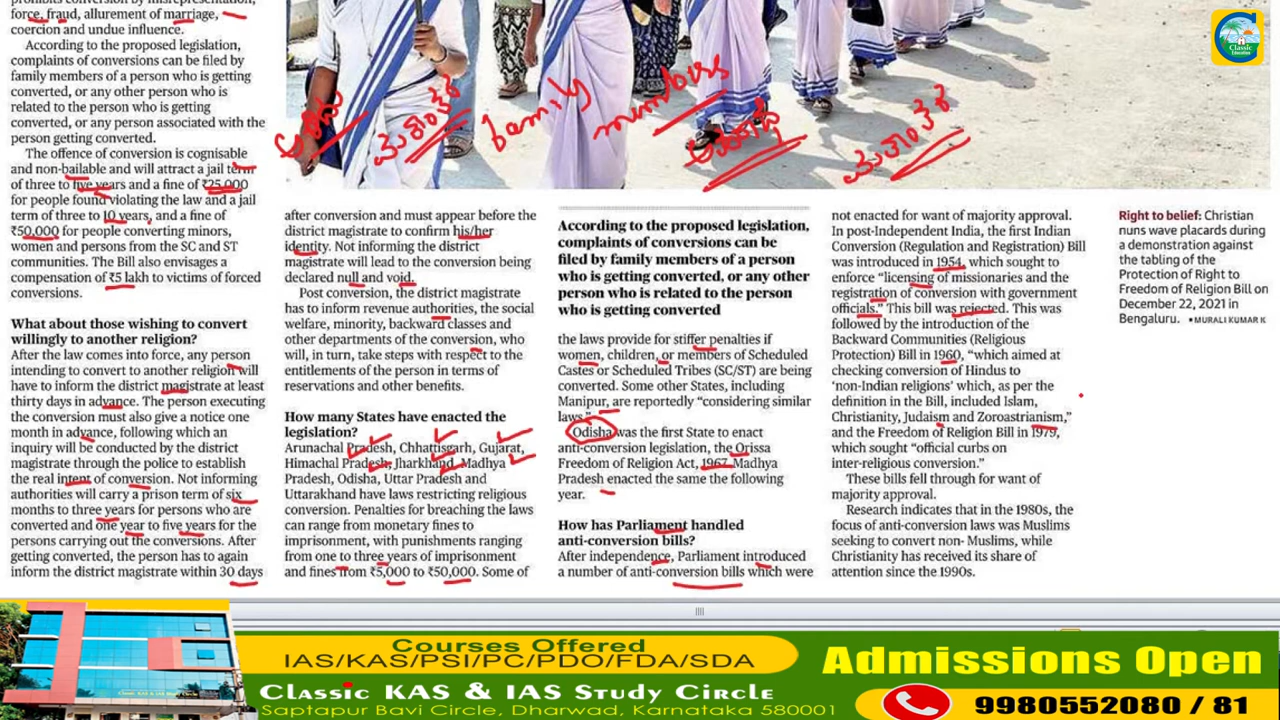 prohibits conversion by misrepresentation,
force, fraud, allurement of marriage,
coercion and undue influence.
According to the proposed legislation,
complaints of conversions can be filed by
family members of a person who is getting
converted, or any other person who is
related to the person who is getting
converted, or any person associated with the
person getting converted.
The offence of conversion is cognisable
and non-bailable and will attract a jail term
of three to five years and a fine of ₹25,000
for people found violating the law and a jail
term of three to 10 years, and a fine of
₹50,000 for people converting minors,
women and persons from the SC and ST
communities. The Bill also envisages a
compensation of ₹5 lakh to victims of forced
conversions.
What about those wishing to convert
willingly to another religion?
After the law comes into force, any person
intending to convert to another religion will
have to inform the district magistrate at least
thirty days in advance. The person executing
the conversion must also give a notice one
month in advance, following which an
inquiry will be conducted by the district
magistrate through the police to establish
the real intent of conversion. Not informing
authorities will carry a prison term of six
months to three years for persons who are
converted and one year to five years for the
persons carrying out the conversions. After
getting converted, the person has to again
inform the district magistrate within 30 days
family members
after conversion and must appear before the
district magistrate to confirm his/her
identity. Not informing the district
magistrate will lead to the conversion being
declared null and void.
Post conversion, the district magistrate
has to inform revenue authorities, the social
welfare, minority, backward classes and
other departments of the conversion, who
will, in turn, take steps with respect to the
entitlements of the person in terms of
reservations and other benefits.
How many States have enacted the
legislation?
Arunachal Pradesh, Chhattisgarh, Gujarat,
Himachal Pradesh, Jharkhand, Madhya
Pradesh, Odisha, Uttar Pradesh and
Uttarakhand have laws restricting religious
conversion. Penalties for breaching the laws
can range from monetary fines to
imprisonment, with punishments ranging
from one to three years of imprisonment
and fines from ₹5,000 to ₹50,000. Some of
According to the proposed legislation,
complaints of conversions can be
filed by family members of a person
who is getting converted, or any other
person who is related to the person
who is getting converted
the laws provide for stiffer penalties if
women, children, or members of Scheduled
Castes or Scheduled Tribes (SC/ST) are being
converted. Some other States, including
Manipur, are reportedly “considering similar
laws”.
Odisha was the first State to enact
anti-conversion legislation, the Orissa
Freedom of Religion Act, 1967. Madhya
Pradesh enacted the same the following
year.
How has Parliament handled
anti-conversion bills?
After independence, Parliament introduced
a number of anti-conversion bills which were
not enacted for want of majority approval.
In post-Independent India, the first Indian
Conversion (Regulation and Registration) Bill
was introduced in 1954, which sought to
enforce “licensing of missionaries and the
registration of conversion with government
officials.” This bill was rejected. This was
followed by the introduction of the
Backward Communities (Religious
Protection) Bill in 1960, “which aimed at
checking conversion of Hindus to
‘non-Indian religions’ which, as per the
definition in the Bill, included Islam,
Christianity, Judaism and Zoroastrianism,”
and the Freedom of Religion Bill in 1979,
which sought “official curbs on
inter-religious conversion.”
These bills fell through for want of
majority approval.
Research indicates that in the 1980s, the
focus of anti-conversion laws was Muslims
seeking to convert non- Muslims, while
Christianity has received its share of
attention since the 1990s.
Right to belief: Christian
nuns wave placards during
a demonstration against
the tabling of the
Protection of Right to
Freedom of Religion Bill on
December 22, 2021 in
Bengaluru. • MURALI KUMAR K
Classic
Education
Courses Offered
IAS/KAS/PSI/PC/PDO/FDA/SDA
Classic KAS & IAS Study Circle
Saptapur Bavi Circle, Dharwad, Karnataka 580001
Admissions Open
9980552080 / 81